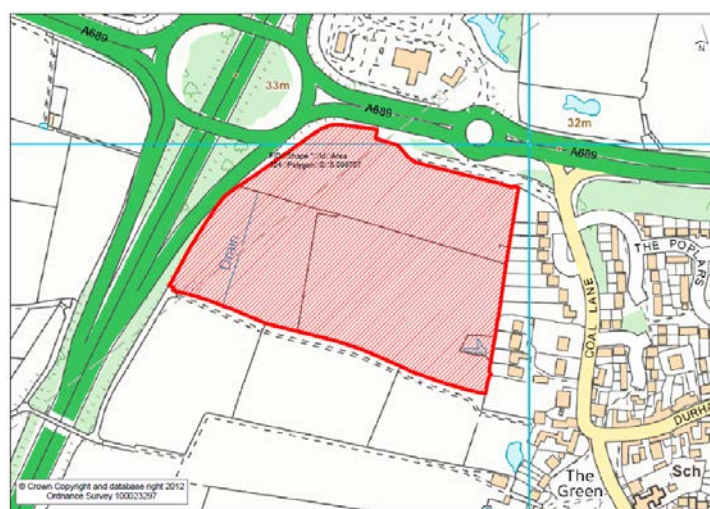 A689
N
33m
A689
32m
A689
THE POPLARS
Drain
COAL LANE
DURHA
The
Green
Sch
© Crown Copyright and database right 2012
Ordnance Survey 100023297